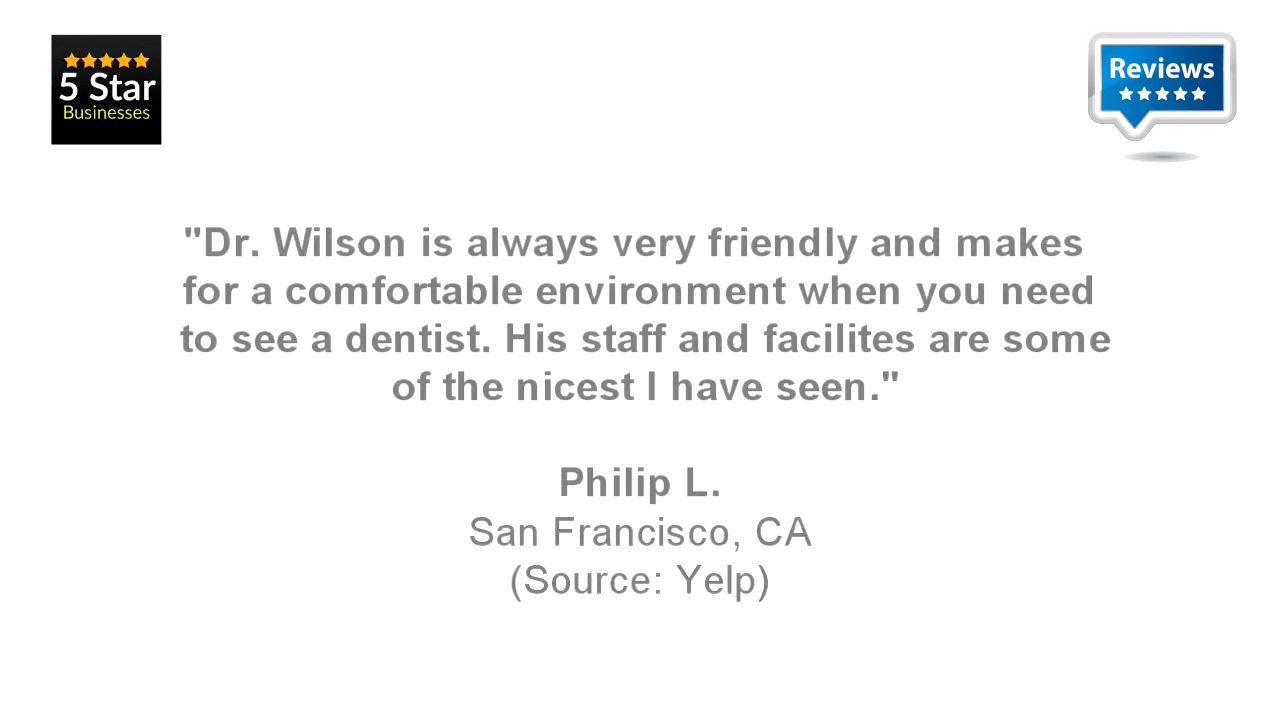 5 Star
Businesses
Reviews
"Dr. Wilson is always very friendly and makes
for a comfortable environment when you need
to see a dentist. His staff and facilites are some
of the nicest I have seen."
Philip L.
San Francisco, CA
(Source: Yelp)